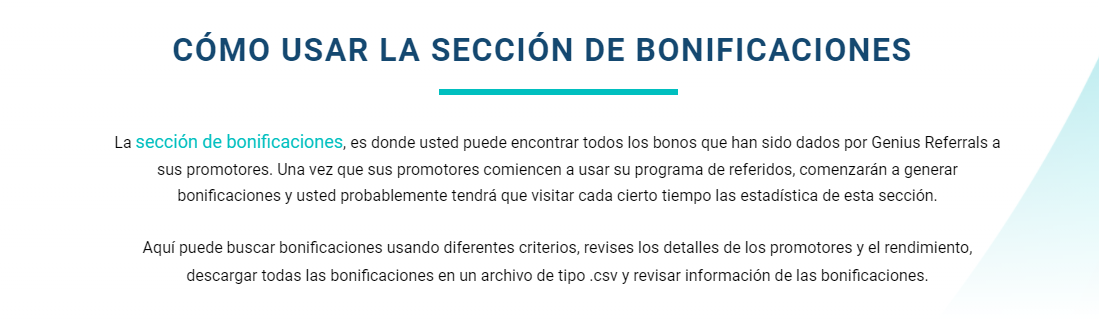 CÓMO USAR LA SECCIÓN DE BONIFICACIONES
La sección de bonificaciones, es donde usted puede encontrar todos los bonos que han sido dados por Genius Referrals a
sus promotores. Una vez que sus promotores comiencen a usar su programa de referidos, comenzarán a generar
bonificaciones y usted probablemente tendrá que visitar cada cierto tiempo las estadística de esta sección.
Aquí puede buscar bonificaciones usando diferentes criterios, revises los detalles de los promotores y el rendimiento,
descargar todas las bonificaciones en un archivo de tipo .csv y revisar información de las bonificaciones.